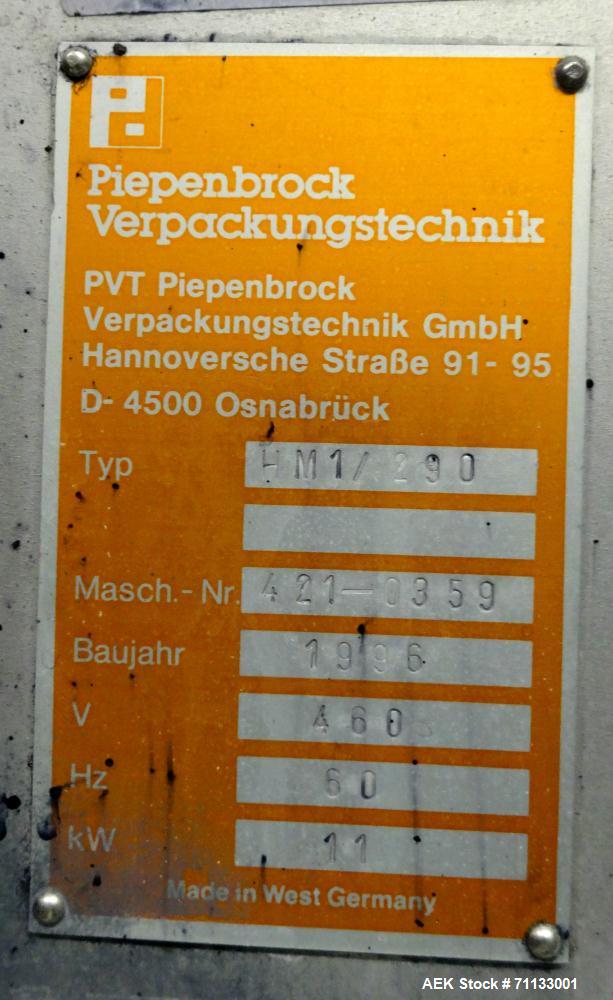 Piepenbrock
Verpackungstechnik
PVT Piepenbrock
Verpackungstechnik GmbH
Hannoversche Straße 91- 95
D- 4500 Osnabrück
Typ HM1/290
Masch.- Nr. 421-0359
Baujahr 1996
V 460
Hz 60
kW 11
Made in West Germany
AEK Stock # 71133001